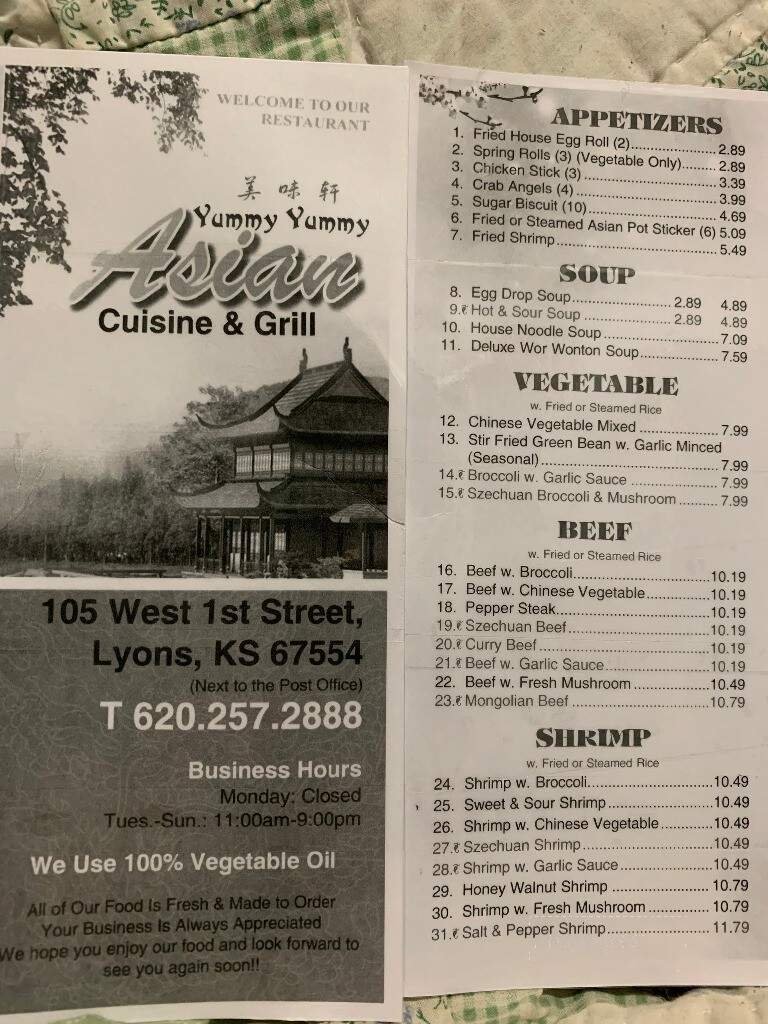 WELCOME TO OUR
RESTAURANT
美味轩
Yummy Yummy
Asian
Cuisine & Grill
105 West 1st Street,
Lyons, KS 67554
(Next to the Post Office)
T 620.257.2888
Business Hours
Monday: Closed
Tues.-Sun.: 11:00am-9:00pm
We Use 100% Vegetable Oil
All of Our Food Is Fresh & Made to Order
Your Business Is Always Appreciated
We hope you enjoy our food and look forward to
see you again soon!!
APPETIZERS
1. Fried House Egg Roll (2)..................2.89
2. Spring Rolls (3) (Vegetable Only)........2.89
3. Chicken Stick (3)............................3.39
4. Crab Angels (4)..............................3.99
5. Sugar Biscuit (10)...........................4.69
6. Fried or Steamed Asian Pot Sticker (6) 5.09
7. Fried Shrimp..................................5.49
SOUP
8. Egg Drop Soup.......................2.89 4.89
9. Hot & Sour Soup....................2.89 4.89
10. House Noodle Soup........................7.09
11. Deluxe Wor Wonton Soup.................7.59
VEGETABLE
w. Fried or Steamed Rice
12. Chinese Vegetable Mixed.................7.99
13. Stir Fried Green Bean w. Garlic Minced
(Seasonal)....................................7.99
14. Broccoli w. Garlic Sauce.................7.99
15. Szechuan Broccoli & Mushroom.........7.99
BEEF
w. Fried or Steamed Rice
16. Beef w. Broccoli...........................10.19
17. Beef w. Chinese Vegetable..............10.19
18. Pepper Steak...............................10.19
19. Szechuan Beef.............................10.19
20. Curry Beef..................................10.19
21. Beef w. Garlic Sauce.....................10.19
22. Beef w. Fresh Mushroom................10.49
23. Mongolian Beef............................10.79
SHRIMP
w. Fried or Steamed Rice
24. Shrimp w. Broccoli........................10.49
25. Sweet & Sour Shrimp.....................10.49
26. Shrimp w. Chinese Vegetable...........10.49
27. Szechuan Shrimp..........................10.49
28. Shrimp w. Garlic Sauce..................10.49
29. Honey Walnut Shrimp....................10.79
30. Shrimp w. Fresh Mushroom.............10.79
31. Salt & Pepper Shrimp....................11.79